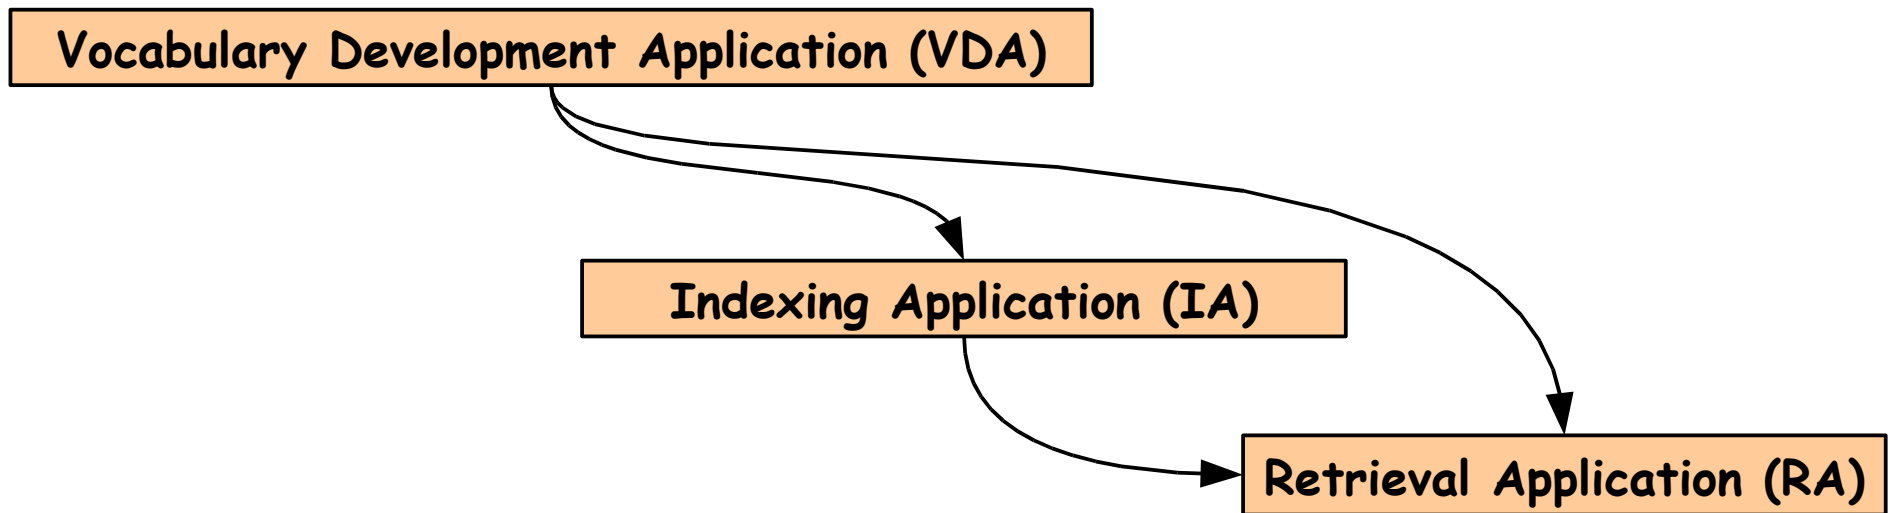 Vocabulary Development Application (VDA)
Indexing Application (IA)
Retrieval Application (RA)